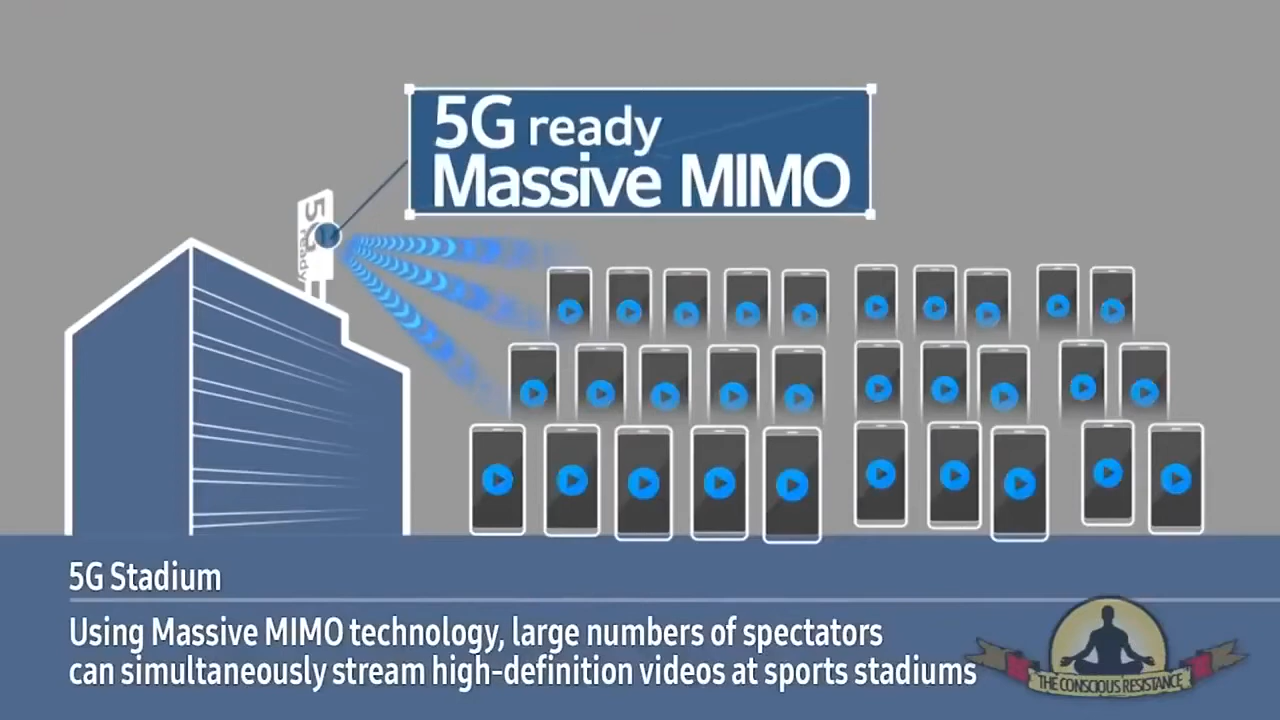 5G ready
Massive MIMO
5G
ready
5G Stadium
Using Massive MIMO technology, large numbers of spectators
can simultaneously stream high-definition videos at sports stadiums
THE CONSCIOUS RESISTANCE